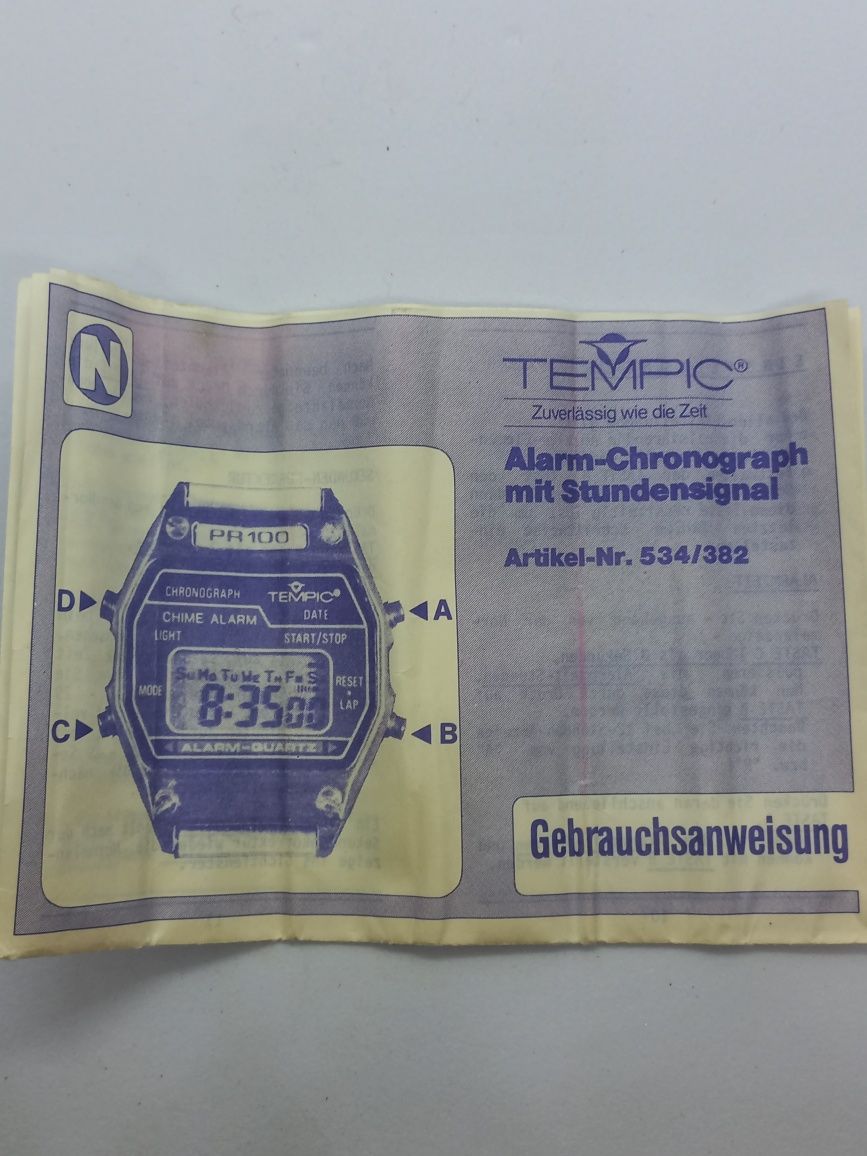 N
TEMPIC®
Zuverlässig wie die Zeit
Alarm-Chronograph
mit Stundensignal
Artikel-Nr. 534/382
PR100
CHRONOGRAPH
TEMPIC®
CHIME ALARM
DATE
LIGHT
START/STOP
D
A
SU MO TU WE TH FR S
8:35 00
MODE
RESET
LAP
C
B
ALARM-QUARTZ
Gebrauchsanweisung